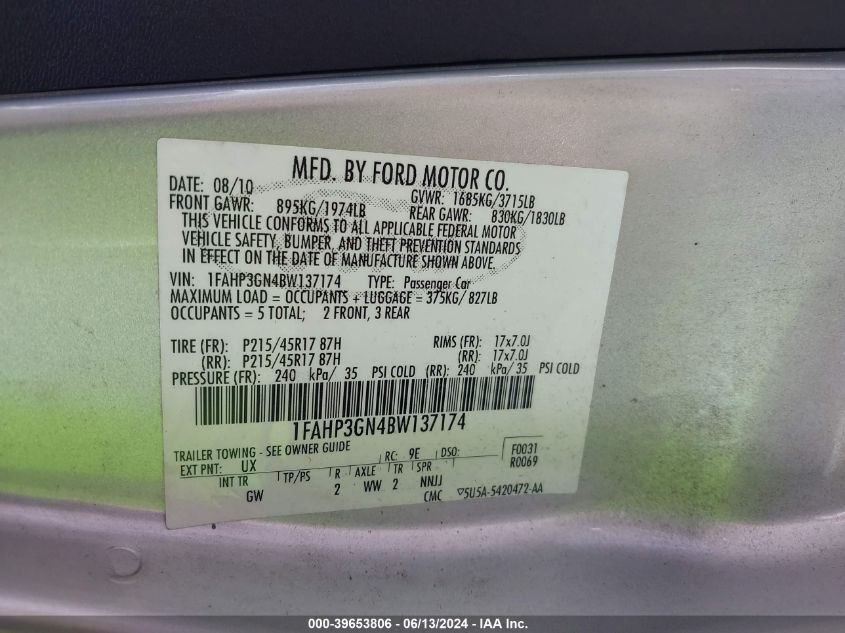 MFD. BY FORD MOTOR CO.
DATE: 08/10 GVWR: 1685KG/3715LB
FRONT GAWR: 895KG/1974LB REAR GAWR: 830KG/1830LB
THIS VEHICLE CONFORMS TO ALL APPLICABLE FEDERAL MOTOR
VEHICLE SAFETY, BUMPER, AND THEFT PREVENTION STANDARDS
IN EFFECT ON THE DATE OF MANUFACTURE SHOWN ABOVE.
VIN: 1FAHP3GN4BW137174 TYPE: Passenger Car
MAXIMUM LOAD = OCCUPANTS + LUGGAGE = 375KG/ 827LB
OCCUPANTS = 5 TOTAL; 2 FRONT, 3 REAR
TIRE (FR): P215/45R17 87H RIMS (FR): 17x7.0J
(RR): P215/45R17 87H (RR): 17x7.0J
PRESSURE (FR): 240 kPa/ 35 PSI COLD (RR): 240 kPa/ 35 PSI COLD
1FAHP3GN4BW137174
TRAILER TOWING - SEE OWNER GUIDE
EXT PNT: UX RC: 9E DSO: F0031
R0069
INT TR TP/PS R AXLE TR SPR
GW 2 WW 2 NNJJ
CMC ▽5U5A-5420472-AA
000-39653806 - 06/13/2024 - IAA Inc.